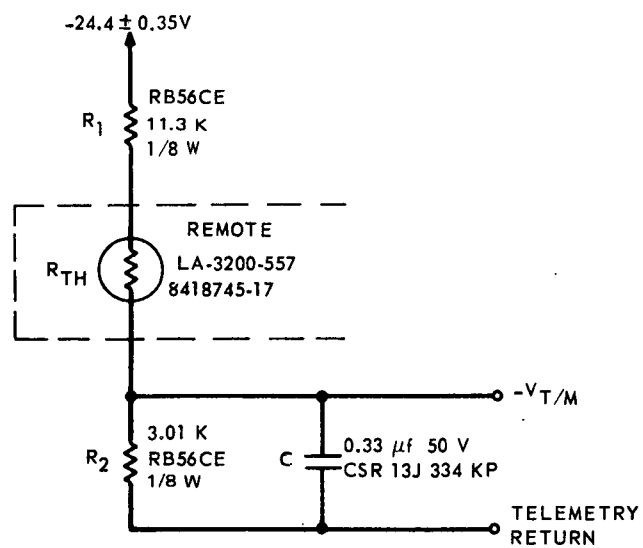 -24.4 ± 0.35V
RB56CE
R1 11.3 K
1/8 W
REMOTE
RTH LA-3200-557
8418745-17
-VT/M
3.01 K
R2 RB56CE
1/8 W
C 0.33 µf 50 V
CSR 13J 334 KP
TELEMETRY
RETURN